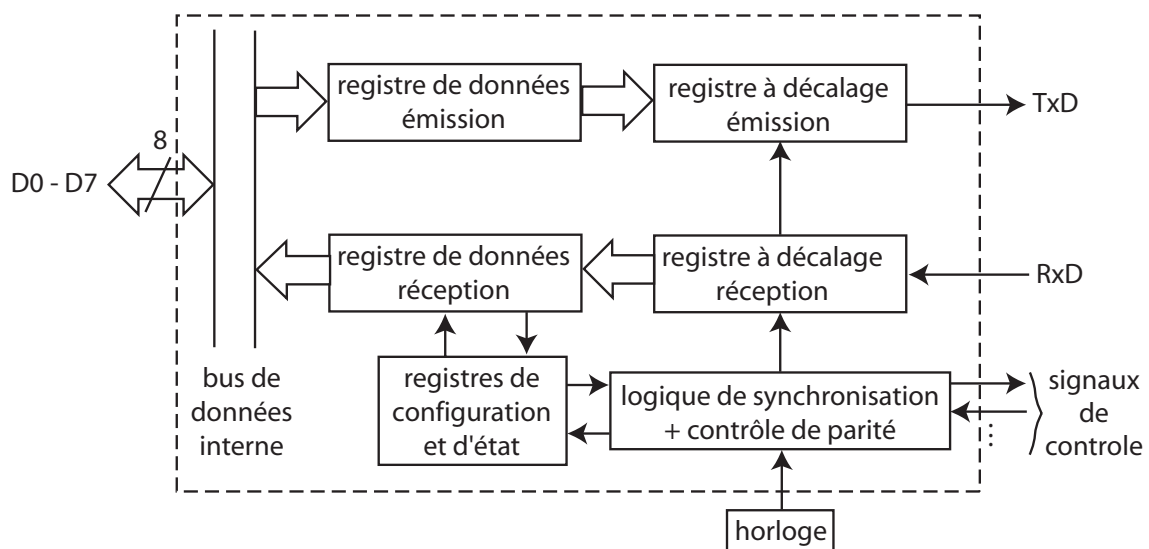 registre de données
émission
registre à décalage
émission
TxD
8
D0 - D7
registre de données
réception
registre à décalage
réception
RxD
bus de
données
interne
registres de
configuration
et d'état
logique de synchronisation
+ contrôle de parité
signaux
de
controle
horloge